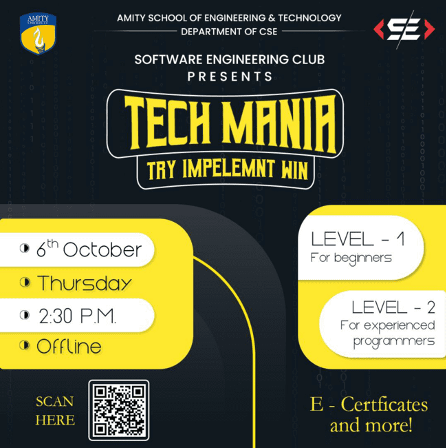 AMITY
AMITY SCHOOL OF ENGINEERING & TECHNOLOGY
DEPARTMENT OF CSE
SE
SOFTWARE ENGINEERING CLUB
PRESENTS
TECH MANIA
TRY IMPELEMNT WIN
6th October
Thursday
2:30 P.M.
Offline
LEVEL - 1
For beginners
LEVEL - 2
For experienced
programmers
SCAN
HERE
E - Certficates
and more!